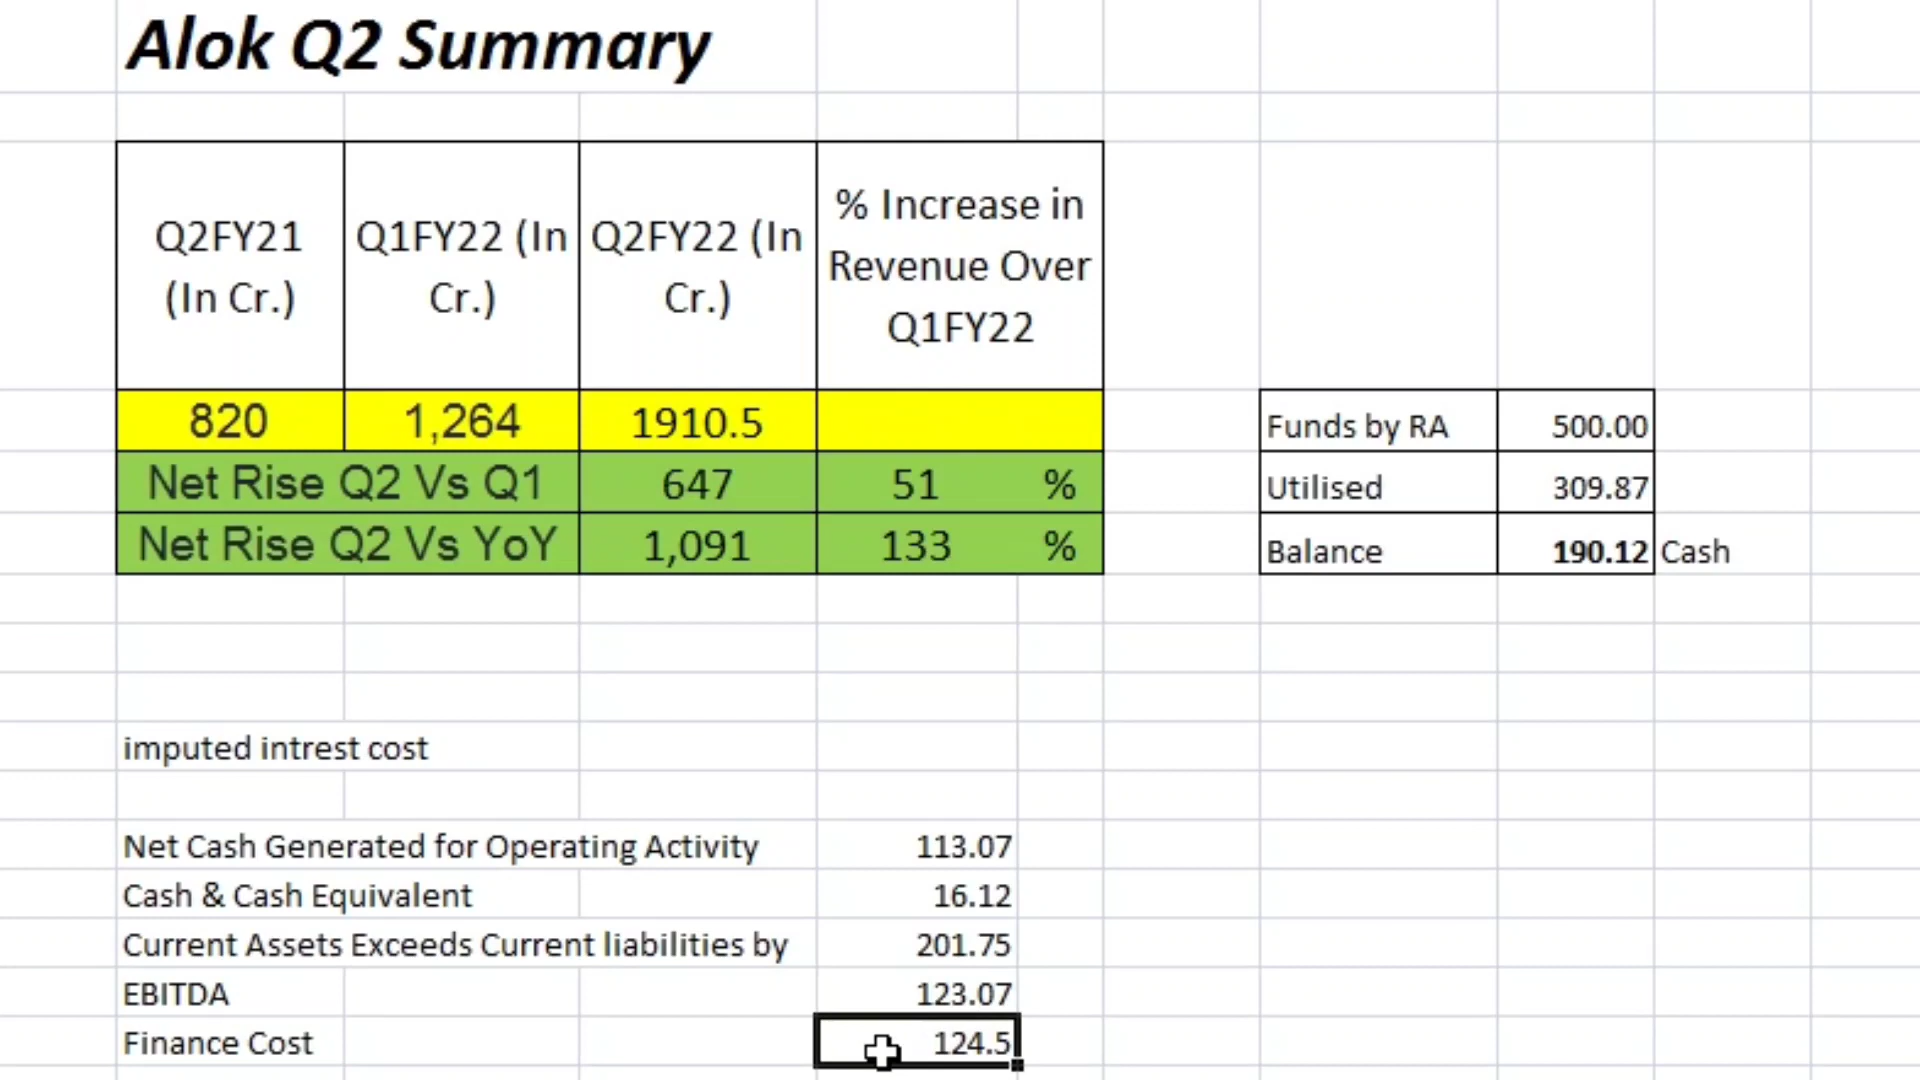 Alok Q2 Summary
Q2FY21 (In Cr.)
Q1FY22 (In Cr.)
Q2FY22 (In Cr.)
% Increase in Revenue Over Q1FY22
820 1,264 1910.5
Net Rise Q2 Vs Q1 647 51 %
Net Rise Q2 Vs YoY 1,091 133 %
Funds by RA 500.00
Utilised 309.87
Balance 190.12 Cash
imputed intrest cost
Net Cash Generated for Operating Activity 113.07
Cash & Cash Equivalent 16.12
Current Assets Exceeds Current liabilities by 201.75
EBITDA 123.07
Finance Cost 124.5